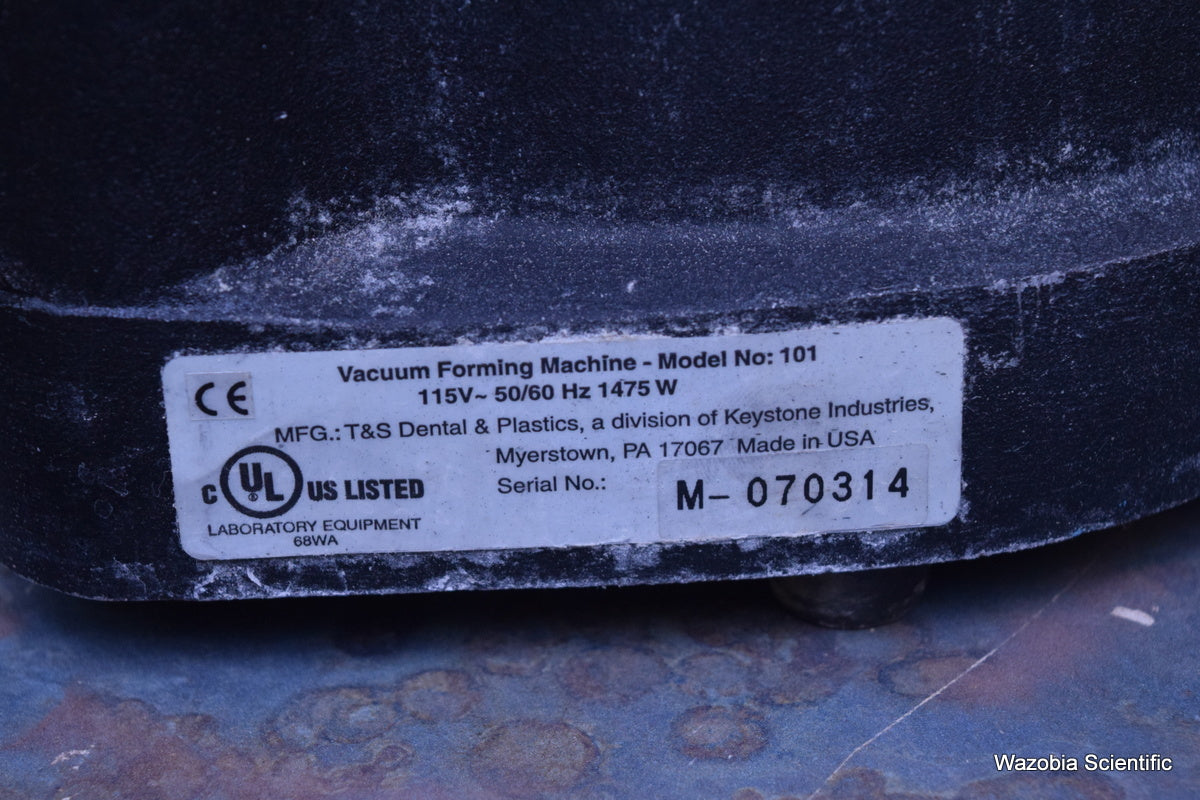 Vacuum Forming Machine - Model No: 101
115V~ 50/60 Hz 1475 W
CE
MFG.: T&S Dental & Plastics, a division of Keystone Industries,
Myerstown, PA 17067 Made in USA
Serial No.: M- 070314
C UL ® US LISTED
LABORATORY EQUIPMENT
68WA
Wazobia Scientific